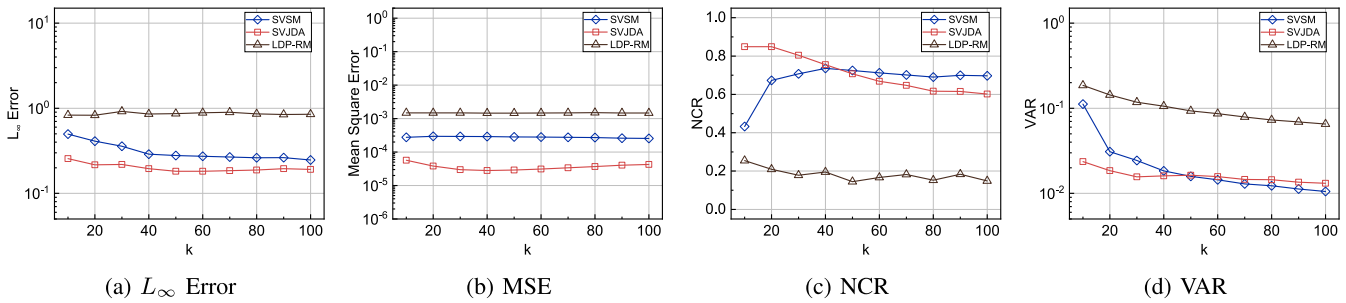 SVSM
SVJDA
LDP-RM
10¹
10⁰
10⁻¹
L∞ Error
20 40 60 80 100
k
(a) L∞ Error
SVSM
SVJDA
LDP-RM
10⁰
10⁻¹
10⁻²
10⁻³
10⁻⁴
10⁻⁵
10⁻⁶
Mean Square Error
20 40 60 80 100
k
(b) MSE
SVSM
SVJDA
LDP-RM
1.0
0.8
0.6
0.4
0.2
0.0
NCR
20 40 60 80 100
k
(c) NCR
SVSM
SVJDA
LDP-RM
10⁰
10⁻¹
10⁻²
VAR
20 40 60 80 100
k
(d) VAR